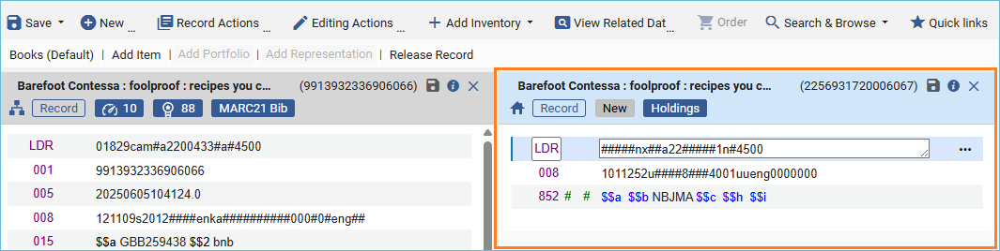 Save New ... Record Actions ... Editing Actions ... Add Inventory View Related Dat ... Order Search & Browse Quick links
Books (Default) | Add Item | Add Portfolio | Add Representation | Release Record
Barefoot Contessa : foolproof : recipes you c... (9913932336906066)
Record 10 88 MARC21 Bib
LDR 01829cam#a2200433#a#4500
001 9913932336906066
005 20250605104124.0
008 121109s2012####enka##########000#0#eng##
015 $$a GBB259438 $$2 bnb
Barefoot Contessa : foolproof : recipes you c... (2256931720006067)
Record New Holdings
LDR #####nx##a22#####1n#4500 ...
008 1011252u####8###4001uueng0000000
852 # # $$a $$b NBJMA $$c $$h $$i